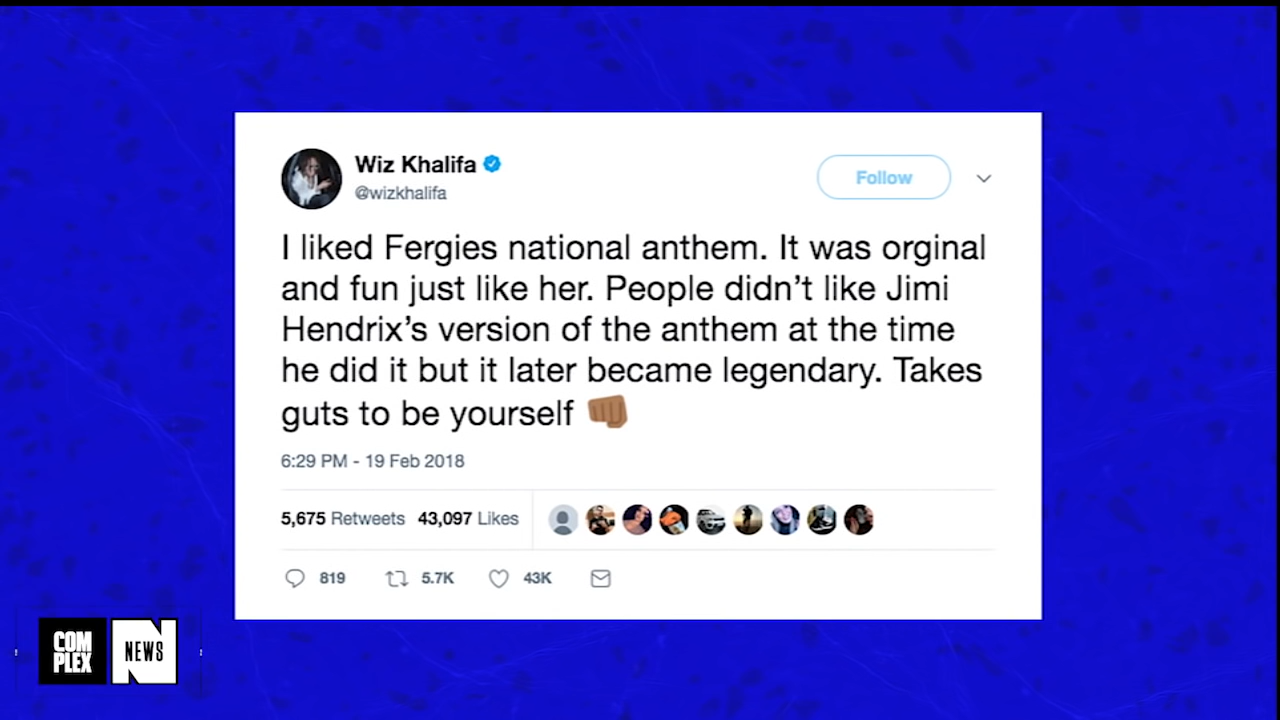 Wiz Khalifa
@wizkhalifa
Follow
I liked Fergies national anthem. It was orginal
and fun just like her. People didn’t like Jimi
Hendrix’s version of the anthem at the time
he did it but it later became legendary. Takes
guts to be yourself 👊🏾
6:29 PM - 19 Feb 2018
5,675 Retweets 43,097 Likes
819 5.7K 43K
COM
PLEX
NEWS